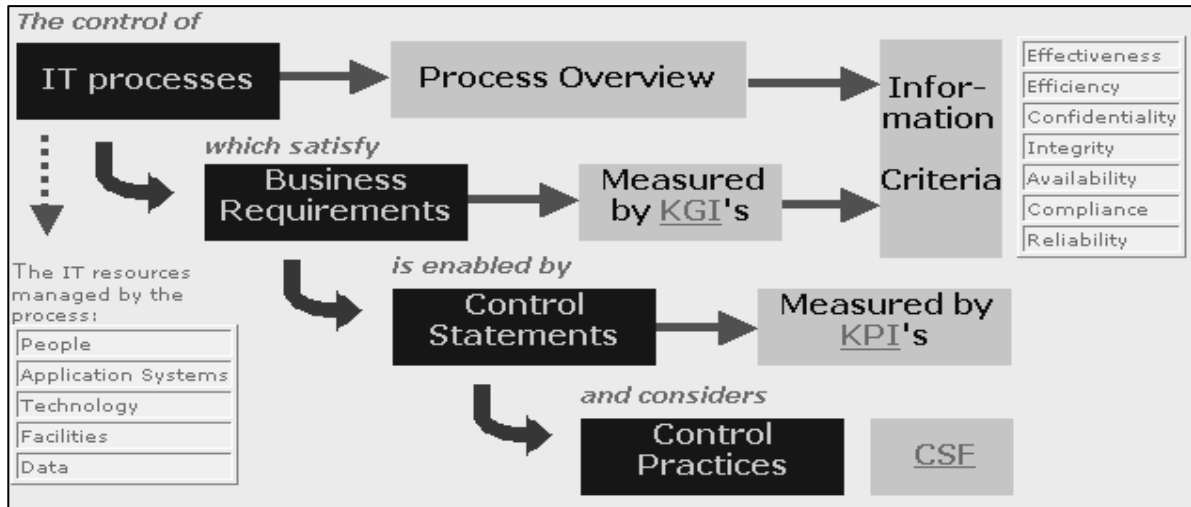 The control of
IT processes
Process Overview
Infor-
mation
Criteria
Effectiveness
Efficiency
Confidentiality
Integrity
Availability
Compliance
Reliability
which satisfy
Business
Requirements
Measured
by KGI's
The IT resources
managed by the
process:
People
Application Systems
Technology
Facilities
Data
is enabled by
Control
Statements
Measured by
KPI's
and considers
Control
Practices
CSF